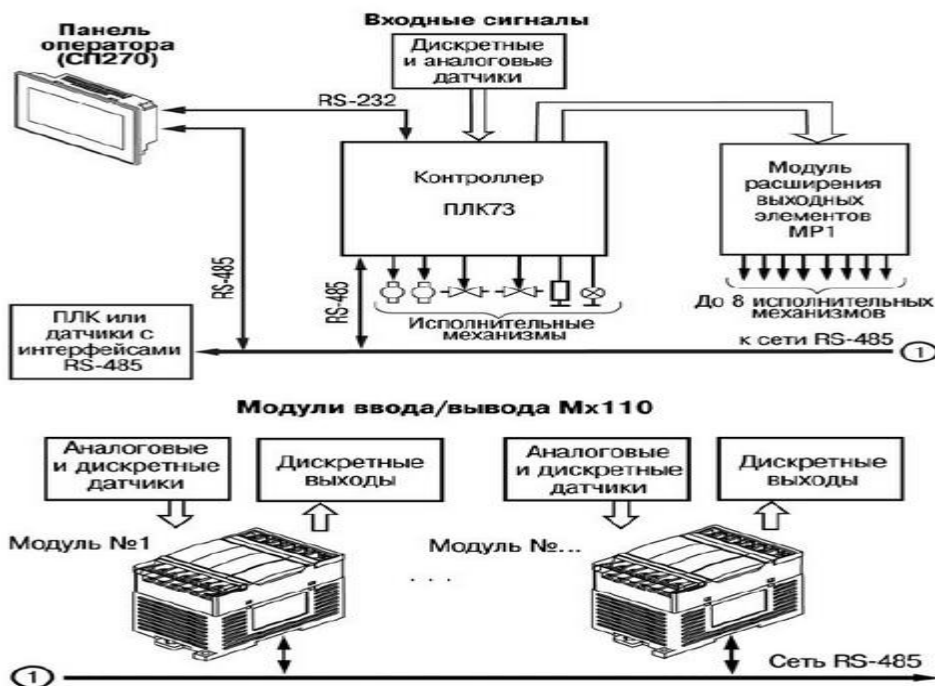 Входные сигналы
Панель
оператора
(СП270)
Дискретные
и аналоговые
датчики
RS-232
Контроллер
ПЛК73
Модуль
расширения
выходных
элементов
МР1
RS-485
RS-485
Исполнительные
механизмы
До 8 исполнительных
механизмов
ПЛК или
датчики с
интерфейсами
RS-485
к сети RS-485
1
Модули ввода/вывода Мх110
Аналоговые
и дискретные
датчики
Дискретные
выходы
Аналоговые
и дискретные
датчики
Дискретные
выходы
Модуль №1
Модуль №...
. . .
1
Сеть RS-485